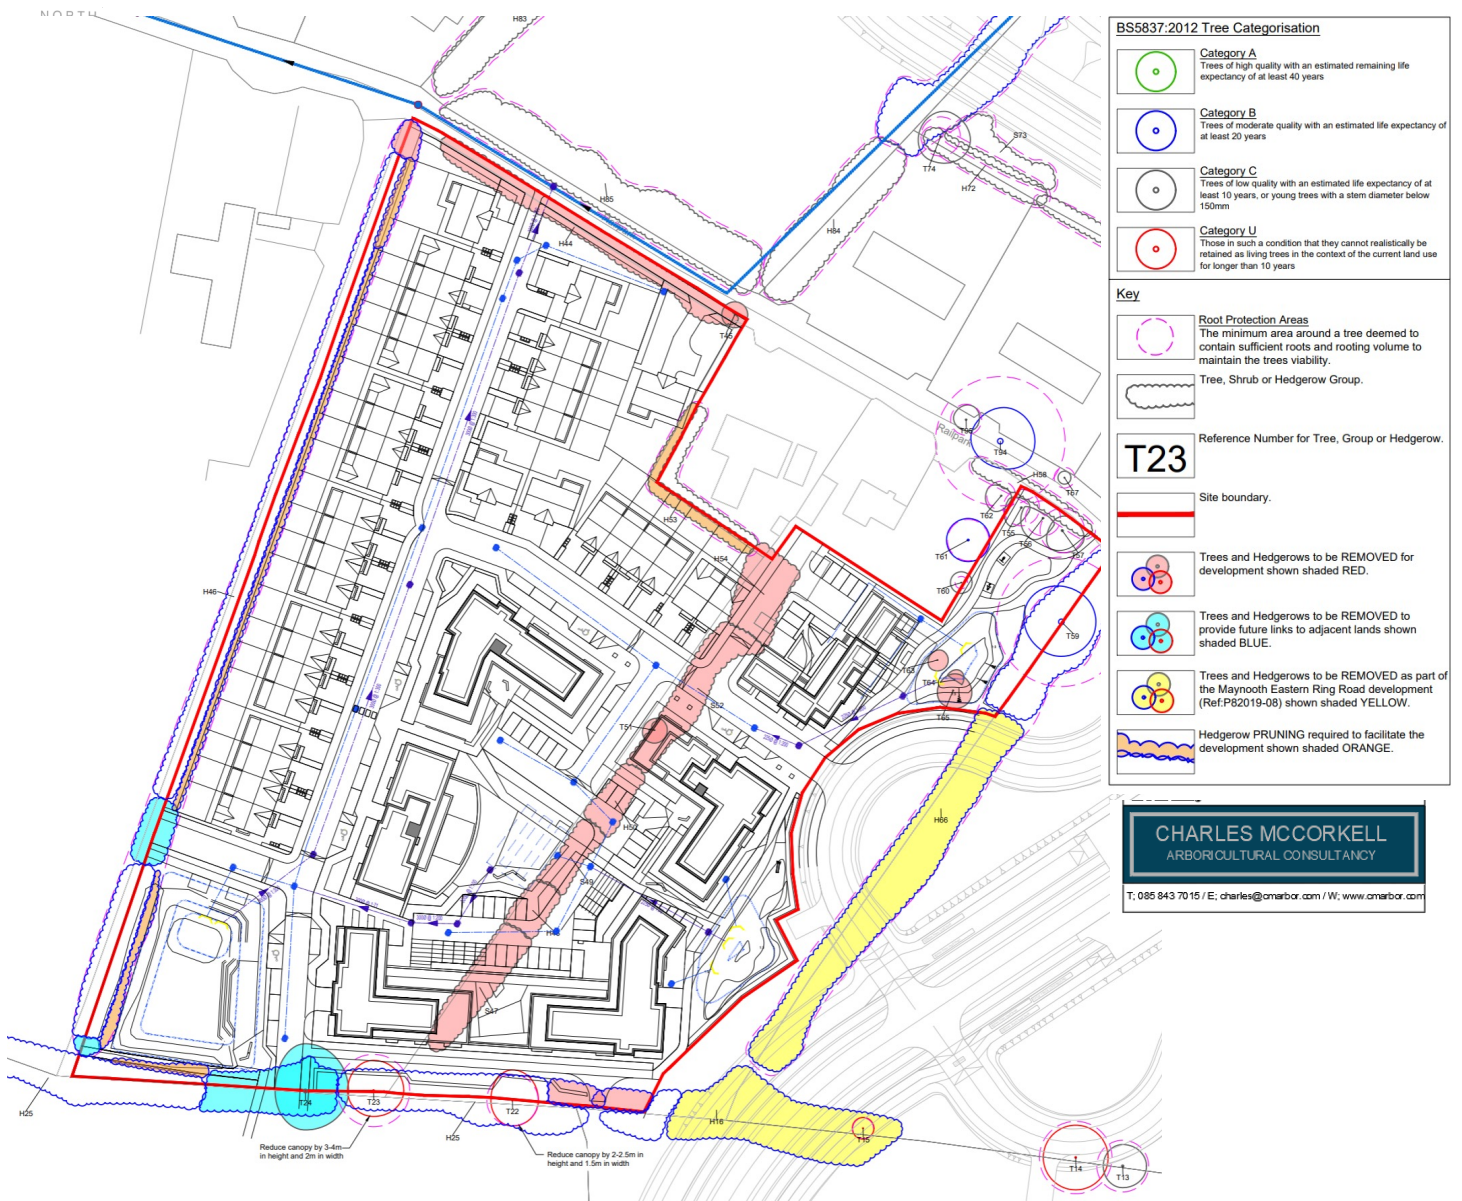 NORTH
H83
S73
T74
H72
H85
H84
H44
T45
T95
Railpark
T94
H58
T67
T62
T55
T56
T57
T61
H53
H54
T60
H46
T59
T63
T64
T65
S52
T51
H66
H50
S49
H48
S47
T24
T23
T22
H25
H25
H16
T15
T14
T13
Reduce canopy by 3-4m
in height and 2m in width
Reduce canopy by 2-2.5m in
height and 1.5m in width
BS5837:2012 Tree Categorisation
Category A
Trees of high quality with an estimated remaining life
expectancy of at least 40 years
Category B
Trees of moderate quality with an estimated life expectancy of
at least 20 years
Category C
Trees of low quality with an estimated life expectancy of at
least 10 years, or young trees with a stem diameter below
150mm
Category U
Those in such a condition that they cannot realistically be
retained as living trees in the context of the current land use
for longer than 10 years
Key
Root Protection Areas
The minimum area around a tree deemed to
contain sufficient roots and rooting volume to
maintain the trees viability.
Tree, Shrub or Hedgerow Group.
T23
Reference Number for Tree, Group or Hedgerow.
Site boundary.
Trees and Hedgerows to be REMOVED for
development shown shaded RED.
Trees and Hedgerows to be REMOVED to
provide future links to adjacent lands shown
shaded BLUE.
Trees and Hedgerows to be REMOVED as part of
the Maynooth Eastern Ring Road development
(Ref:P82019-08) shown shaded YELLOW.
Hedgerow PRUNING required to facilitate the
development shown shaded ORANGE.
CHARLES MCCORKELL
ARBORICULTURAL CONSULTANCY
T; 085 843 7015 / E; charles@cmarbor.com / W; www.cmarbor.com